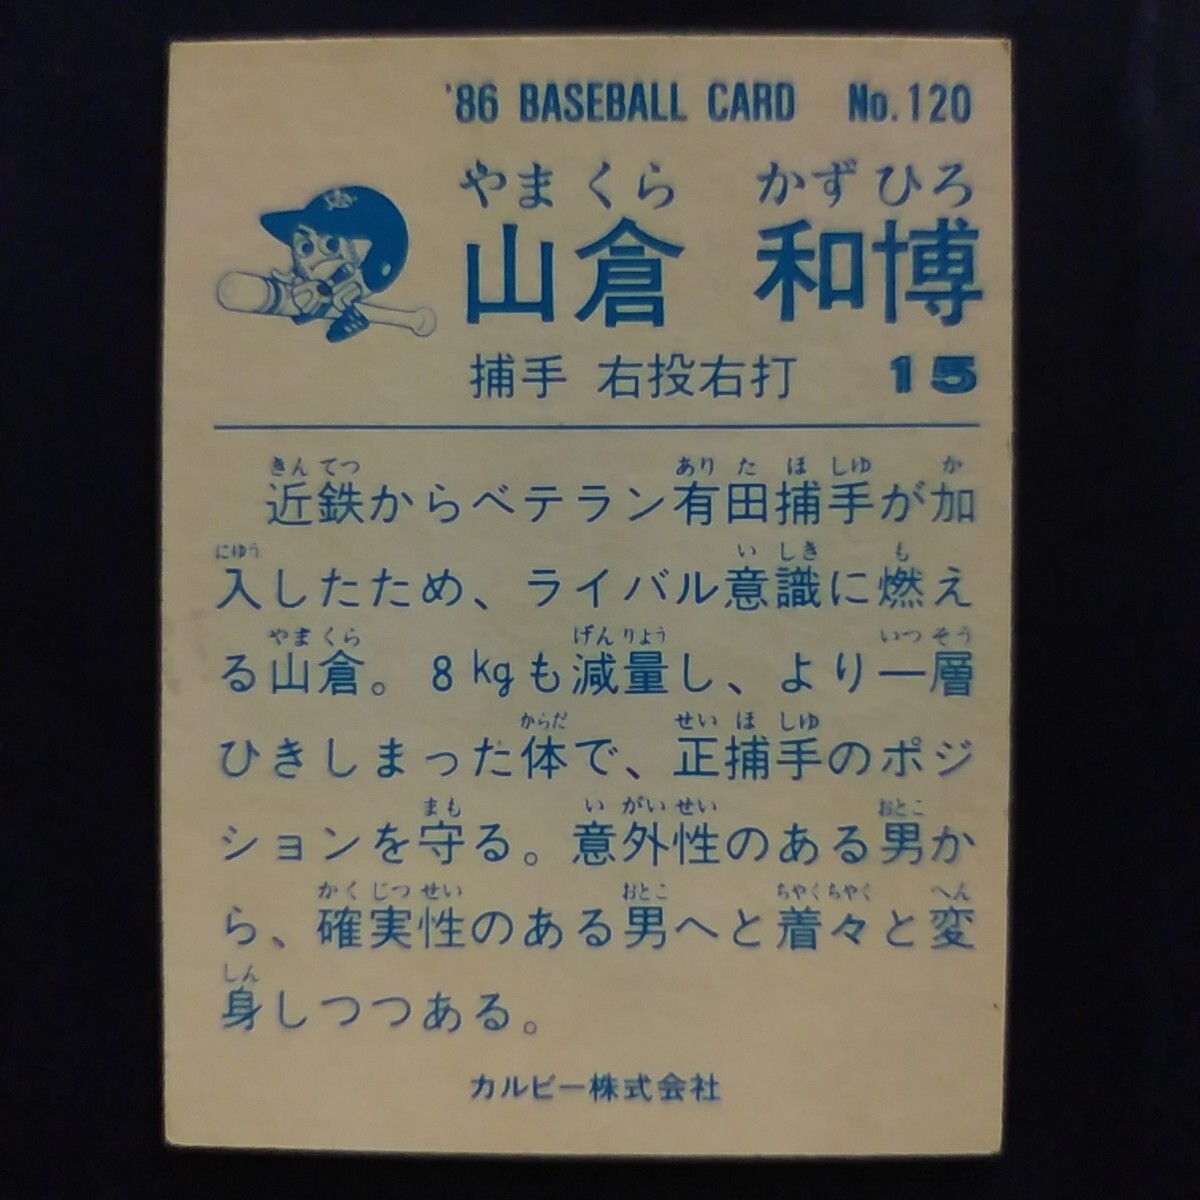 '86 BASEBALL CARD No.120
やまくら かずひろ
山倉 和博
捕手 右投右打 15
きんてつ ありたほしゆ か
近鉄からベテラン有田捕手が加
にゆう いしき も
入したため、ライバル意識に燃え
やまくら げんりょう いつそう
る山倉。8kgも減量し、より一層
からだ せいほしゆ
ひきしまった体で、正捕手のポジ
まも いがいせい おとこ
ションを守る。意外性のある男か
かくじつせい おとこ ちやくちやく へん
ら、確実性のある男へと着々と変
しん
身しつつある。
カルビー株式会社